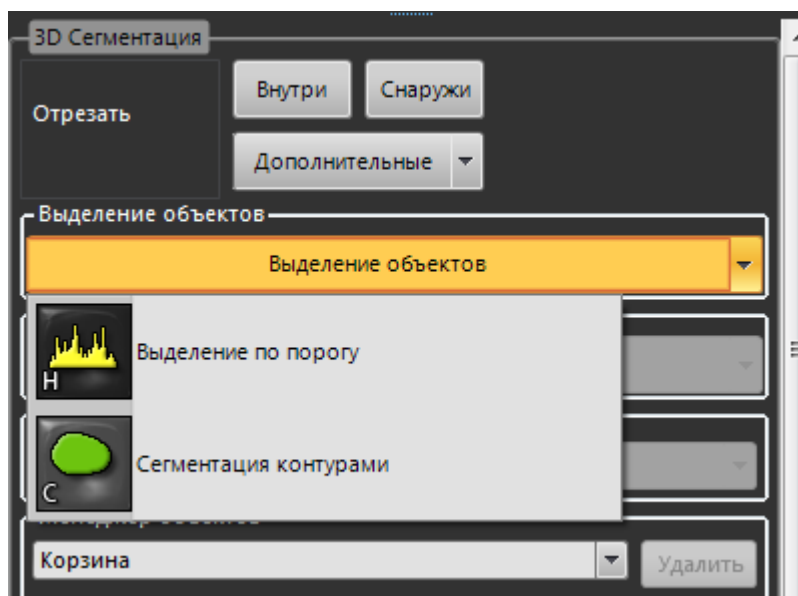 3D Сегментация
Отрезать
Внутри
Снаружи
Дополнительные
Выделение объектов
Выделение объектов
H
Выделение по порогу
C
Сегментация контурами
Корзина
Удалить